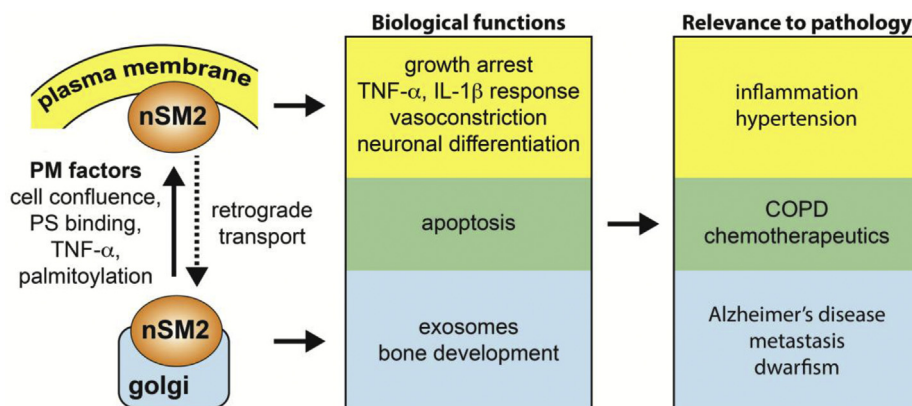 Biological functions
Relevance to pathology
plasma membrane
nSM2
PM factors
cell confluence,
PS binding,
TNF-α,
palmitoylation
retrograde
transport
nSM2
golgi
growth arrest
TNF-α, IL-1β response
vasoconstriction
neuronal differentiation
apoptosis
exosomes
bone development
inflammation
hypertension
COPD
chemotherapeutics
Alzheimer's disease
metastasis
dwarfism